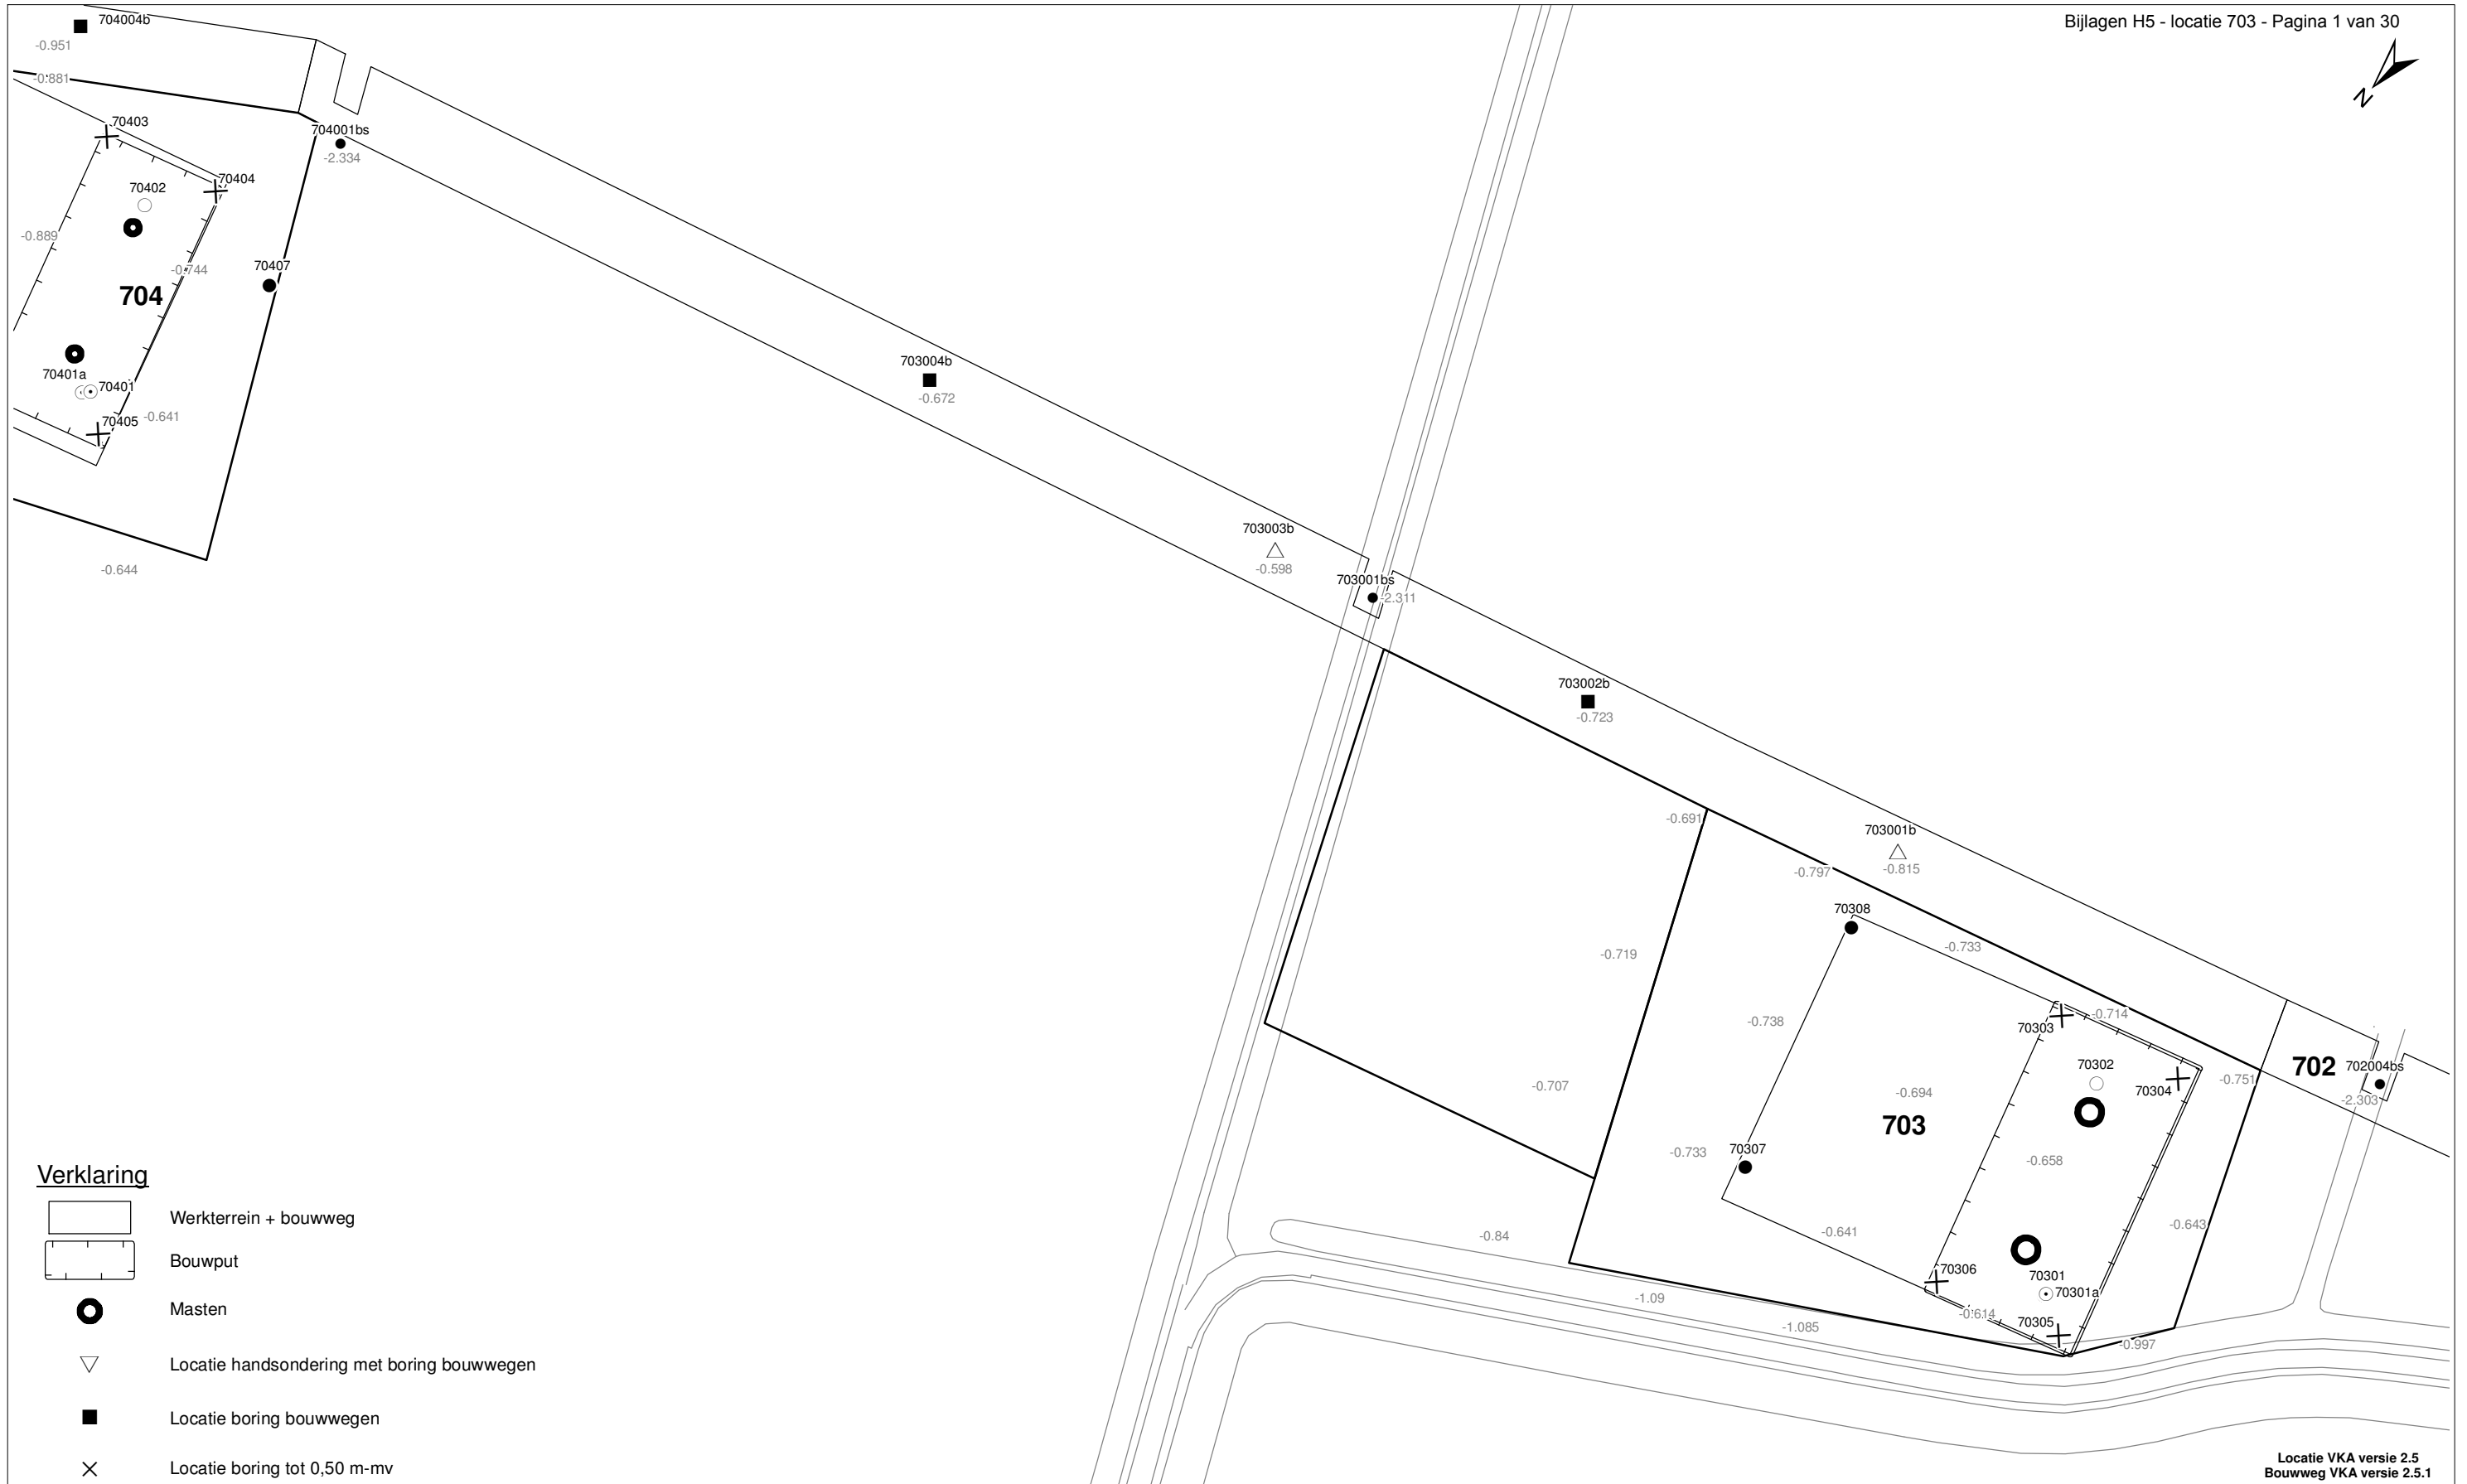 Bijlagen H5 - locatie 703 - Pagina 1 van 30
N
704004b
-0.951
-0.881
70403
704001bs
-2.334
70404
70402
-0.889
-0.744
70407
704
703004b
-0.672
70401a
70401
-0.641
70405
703003b
-0.598
-0.644
703001bs
-2.311
703002b
-0.723
-0.691
703001b
-0.815
-0.797
70308
-0.733
-0.719
-0.738
70303
-0.714
70302
702
702004bs
-0.751
70304
-2.303
-0.707
-0.694
703
-0.733
70307
-0.658
-0.643
-0.641
-0.84
70306
70301
70301a
-1.09
-0.614
70305
-1.085
-0.997
Verklaring
Werkterrein + bouwweg
Bouwput
Masten
Locatie handsondering met boring bouwwegen
Locatie boring bouwwegen
Locatie boring tot 0,50 m-mv
Locatie VKA versie 2.5
Bouwweg VKA versie 2.5.1